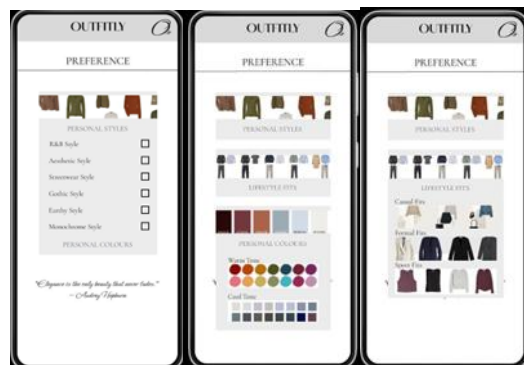 OUTFITLY
PREFERENCE
PERSONAL STYLES
R&B Style
Aesthetic Style
Streetwear Style
Gothic Style
Earthy Style
Monochrome Style
PERSONAL COLOURS
"Elegance is the only beauty that never fades."
– Audrey Hepburn
OUTFITLY
PREFERENCE
PERSONAL STYLES
LIFESTYLE FITS
PERSONAL COLOURS
Warm Tone
Cool Tone
OUTFITLY
PREFERENCE
PERSONAL STYLES
LIFESTYLE FITS
Casual Fits
Formal Fits
Sport Fits